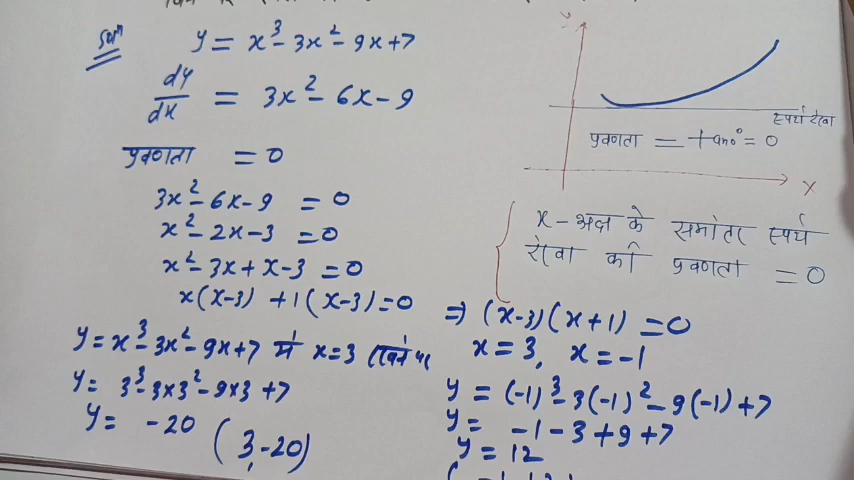 Solⁿ
y = x³ - 3x² - 9x + 7
dy/dx = 3x² - 6x - 9
प्रवणता = 0
3x² - 6x - 9 = 0
x² - 2x - 3 = 0
x² - 3x + x - 3 = 0
x(x-3) + 1(x-3) = 0
y = x³ - 3x² - 9x + 7 में x = 3 रखने पर
y = 3³ - 3×3² - 9×3 + 7
y = -20
(3, -20)
y
स्पर्श रेखा
प्रवणता = tan0° = 0
X
x - अक्ष के समांतर स्पर्श
रेखा की प्रवणता = 0
⇒ (x-3)(x+1) = 0
x = 3, x = -1
y = (-1)³ - 3(-1)² - 9(-1) + 7
y = -1 - 3 + 9 + 7
y = 12